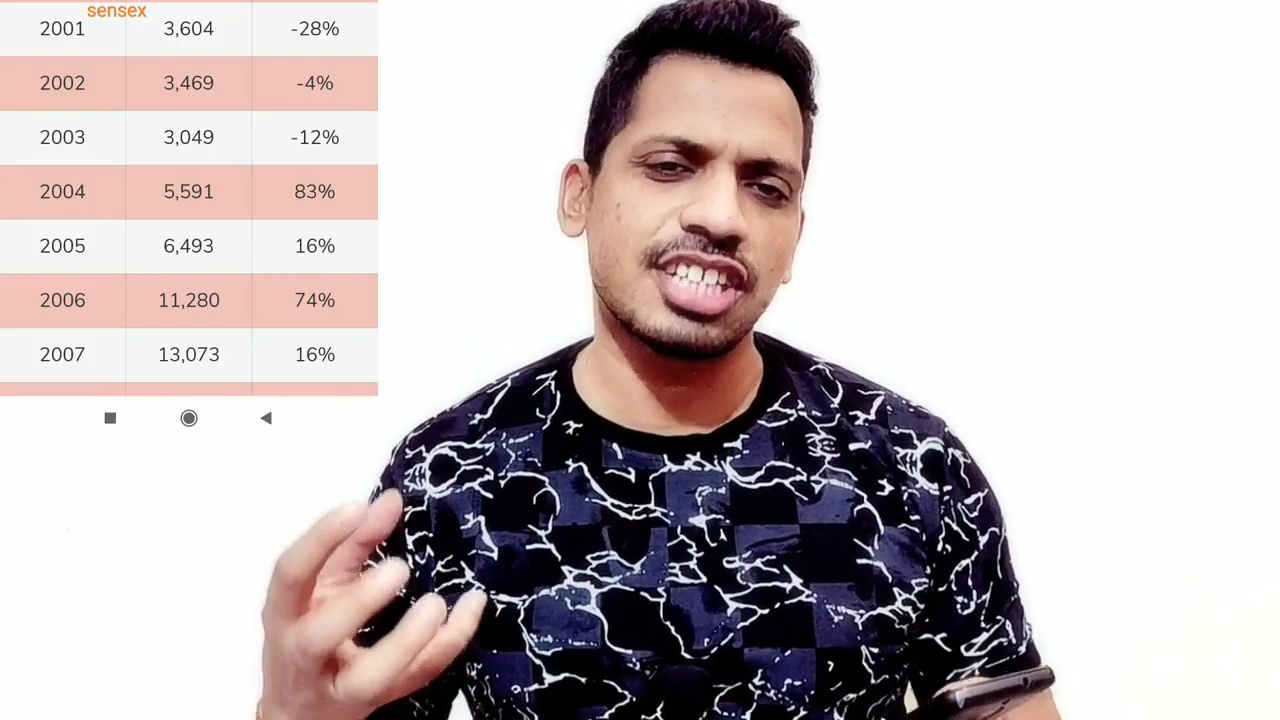 sensex
2001 3,604 -28%
2002 3,469 -4%
2003 3,049 -12%
2004 5,591 83%
2005 6,493 16%
2006 11,280 74%
2007 13,073 16%